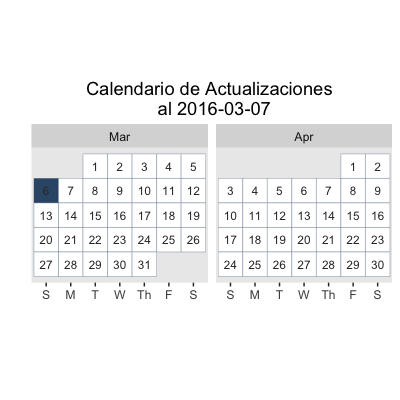 Calendario de Actualizaciones
al 2016-03-07
Mar
1 2 3 4 5
6 7 8 9 10 11 12
13 14 15 16 17 18 19
20 21 22 23 24 25 26
27 28 29 30 31
S M T W Th F S
Apr
1 2
3 4 5 6 7 8 9
10 11 12 13 14 15 16
17 18 19 20 21 22 23
24 25 26 27 28 29 30
S M T W Th F S